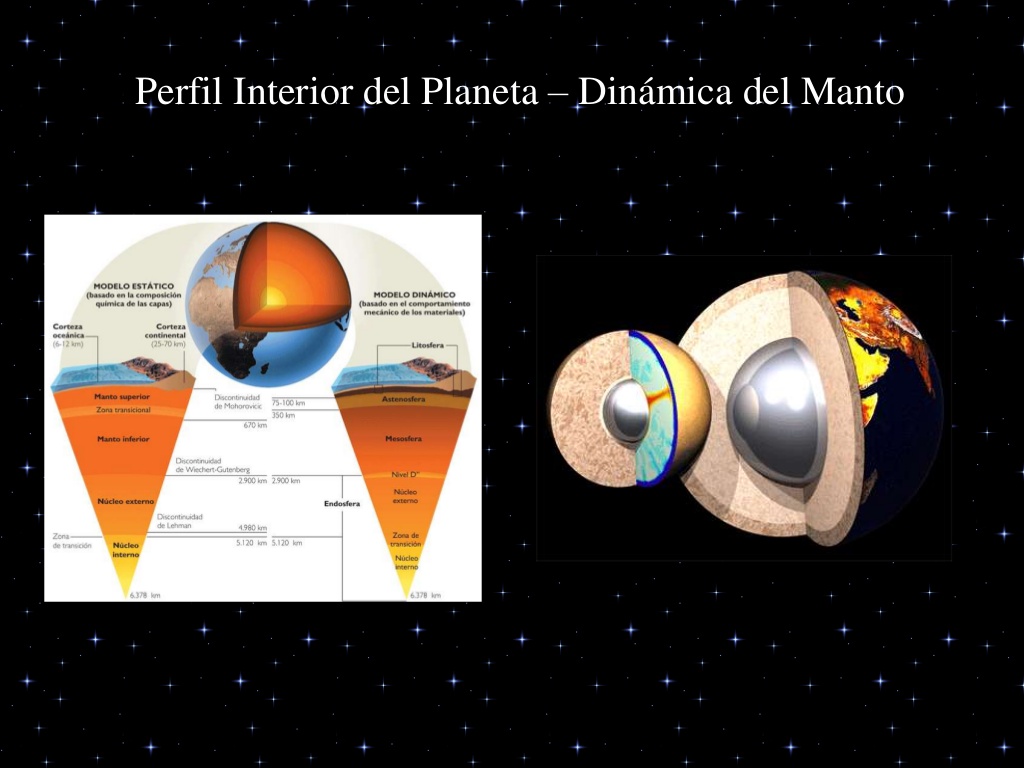 Perfil Interior del Planeta – Dinámica del Manto
MODELO ESTÁTICO
(basado en la composición
química de las capas)
MODELO DINÁMICO
(basado en el comportamiento
mecánico de los materiales)
Corteza
oceánica
(6-12 km)
Corteza
continental
(25-70 km)
Litosfera
Manto superior
Zona transicional
Manto inferior
Núcleo externo
Núcleo
interno
Zona
de transición
6.378 km
Discontinuidad
de Mohorovicic
75-100 km
350 km
670 km
Discontinuidad
de Wiechert-Gutenberg
2.900 km 2.900 km
Endosfera
Discontinuidad
de Lehman
4.980 km
5.120 km 5.120 km
Astenosfera
Mesosfera
Nivel D"
Núcleo
externo
Zona de
transición
Núcleo
interno
6.378 km